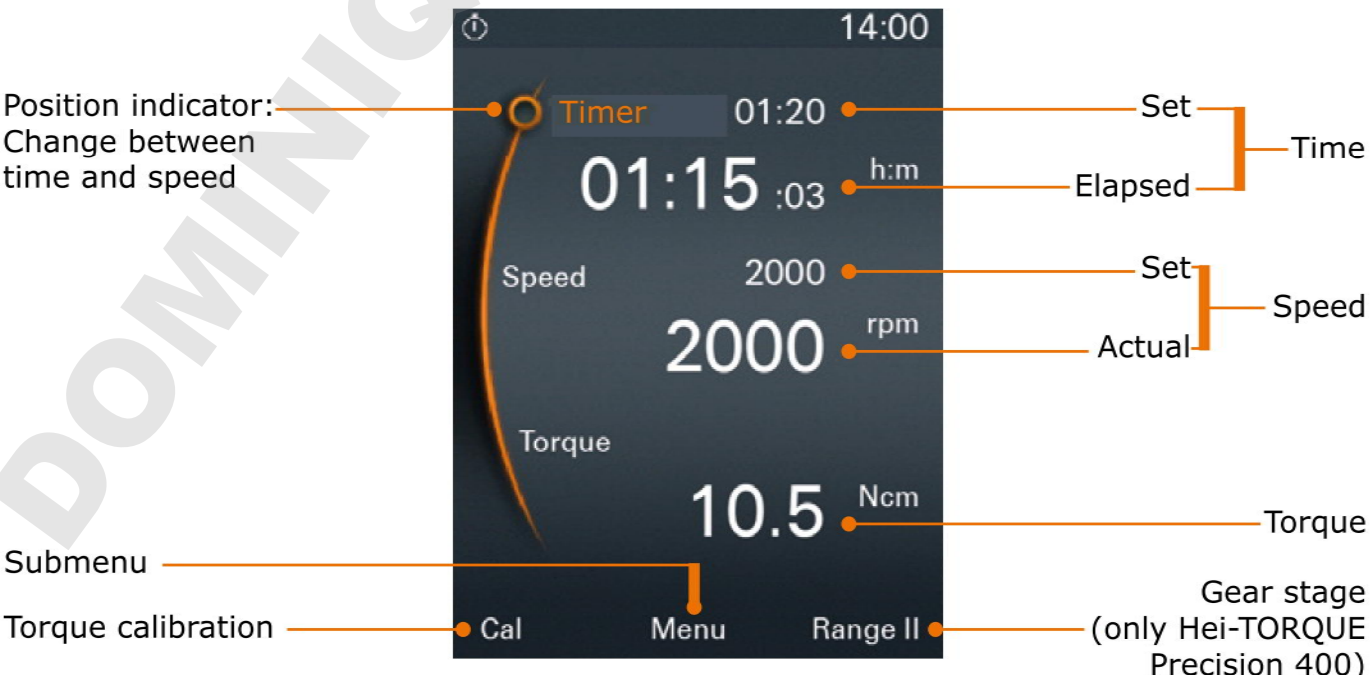 14:00
Position indicator:
Change between
time and speed
Timer 01:20
Set
Time
01:15 :03 h:m
Elapsed
Speed 2000
Set
Speed
2000 rpm
Actual
Torque
10.5 Ncm
Torque
Submenu
Torque calibration
Cal Menu Range II
Gear stage
(only Hei-TORQUE
Precision 400)
DOMINIQ